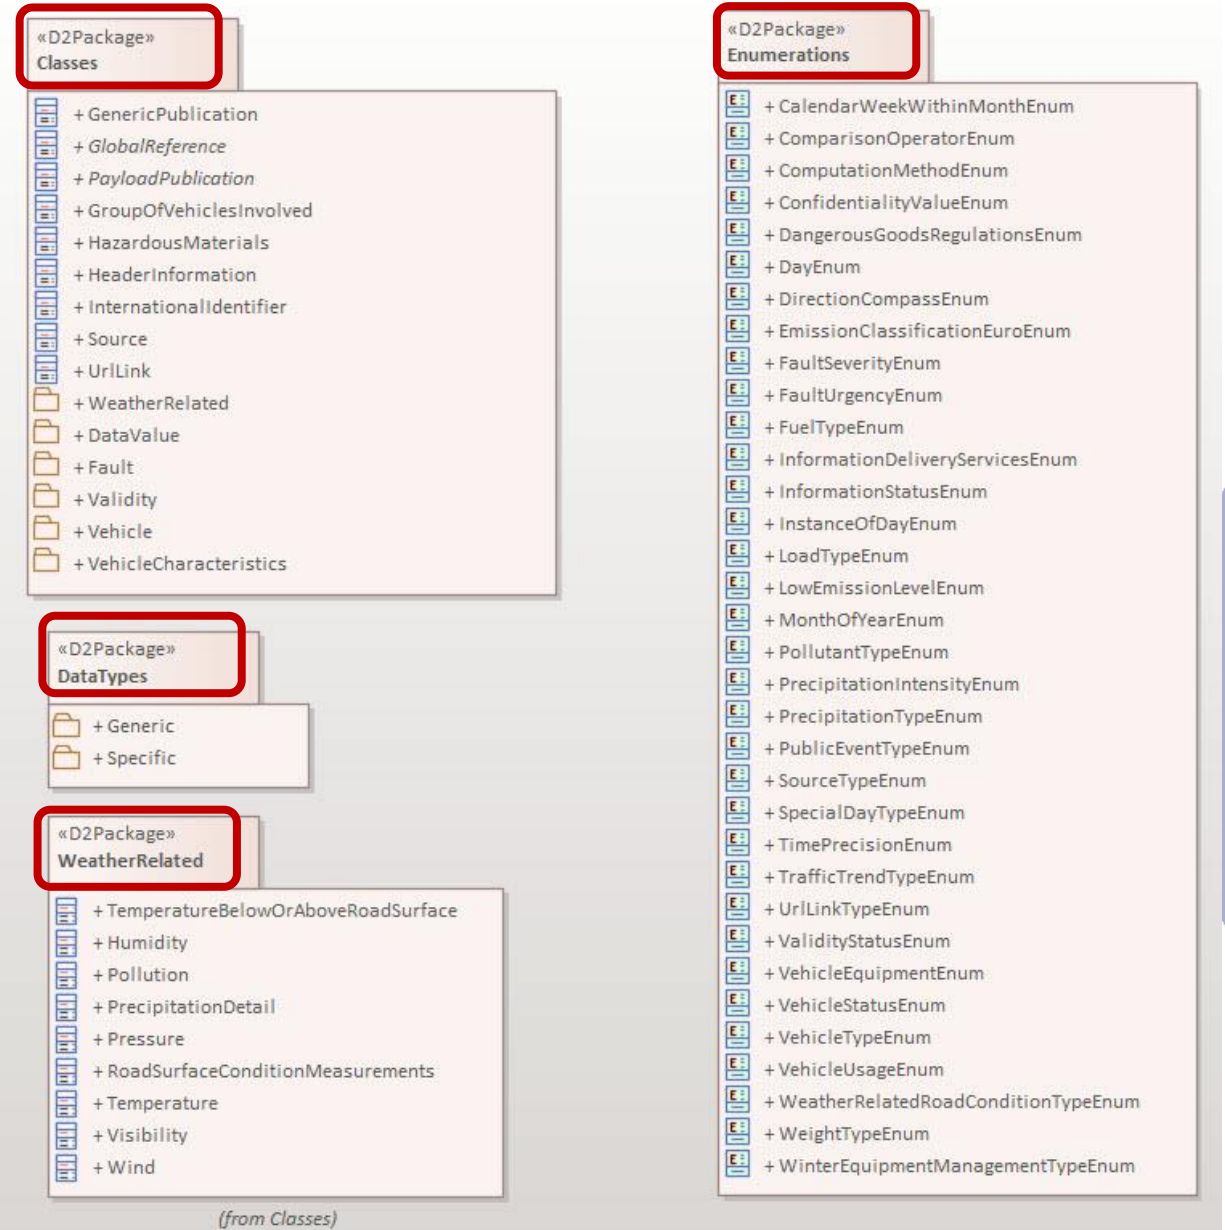 «D2Package»
Classes
+ GenericPublication
+ GlobalReference
+ PayloadPublication
+ GroupOfVehiclesInvolved
+ HazardousMaterials
+ HeaderInformation
+ InternationalIdentifier
+ Source
+ UrlLink
+ WeatherRelated
+ DataValue
+ Fault
+ Validity
+ Vehicle
+ VehicleCharacteristics
«D2Package»
DataTypes
+ Generic
+ Specific
«D2Package»
WeatherRelated
+ TemperatureBelowOrAboveRoadSurface
+ Humidity
+ Pollution
+ PrecipitationDetail
+ Pressure
+ RoadSurfaceConditionMeasurements
+ Temperature
+ Visibility
+ Wind
(from Classes)
«D2Package»
Enumerations
+ CalendarWeekWithinMonthEnum
+ ComparisonOperatorEnum
+ ComputationMethodEnum
+ ConfidentialityValueEnum
+ DangerousGoodsRegulationsEnum
+ DayEnum
+ DirectionCompassEnum
+ EmissionClassificationEuroEnum
+ FaultSeverityEnum
+ FaultUrgencyEnum
+ FuelTypeEnum
+ InformationDeliveryServicesEnum
+ InformationStatusEnum
+ InstanceOfDayEnum
+ LoadTypeEnum
+ LowEmissionLevelEnum
+ MonthOfYearEnum
+ PollutantTypeEnum
+ PrecipitationIntensityEnum
+ PrecipitationTypeEnum
+ PublicEventTypeEnum
+ SourceTypeEnum
+ SpecialDayTypeEnum
+ TimePrecisionEnum
+ TrafficTrendTypeEnum
+ UrlLinkTypeEnum
+ ValidityStatusEnum
+ VehicleEquipmentEnum
+ VehicleStatusEnum
+ VehicleTypeEnum
+ VehicleUsageEnum
+ WeatherRelatedRoadConditionTypeEnum
+ WeightTypeEnum
+ WinterEquipmentManagementTypeEnum